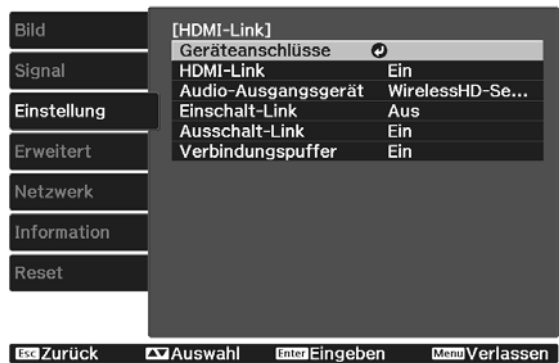 Bild
Signal
Einstellung
Erweitert
Netzwerk
Information
Reset
[HDMI-Link]
Geräteanschlüsse
HDMI-Link Ein
Audio-Ausgangsgerät WirelessHD-Se...
Einschalt-Link Aus
Ausschalt-Link Ein
Verbindungspuffer Ein
Esc Zurück Auswahl Enter Eingeben Menu Verlassen